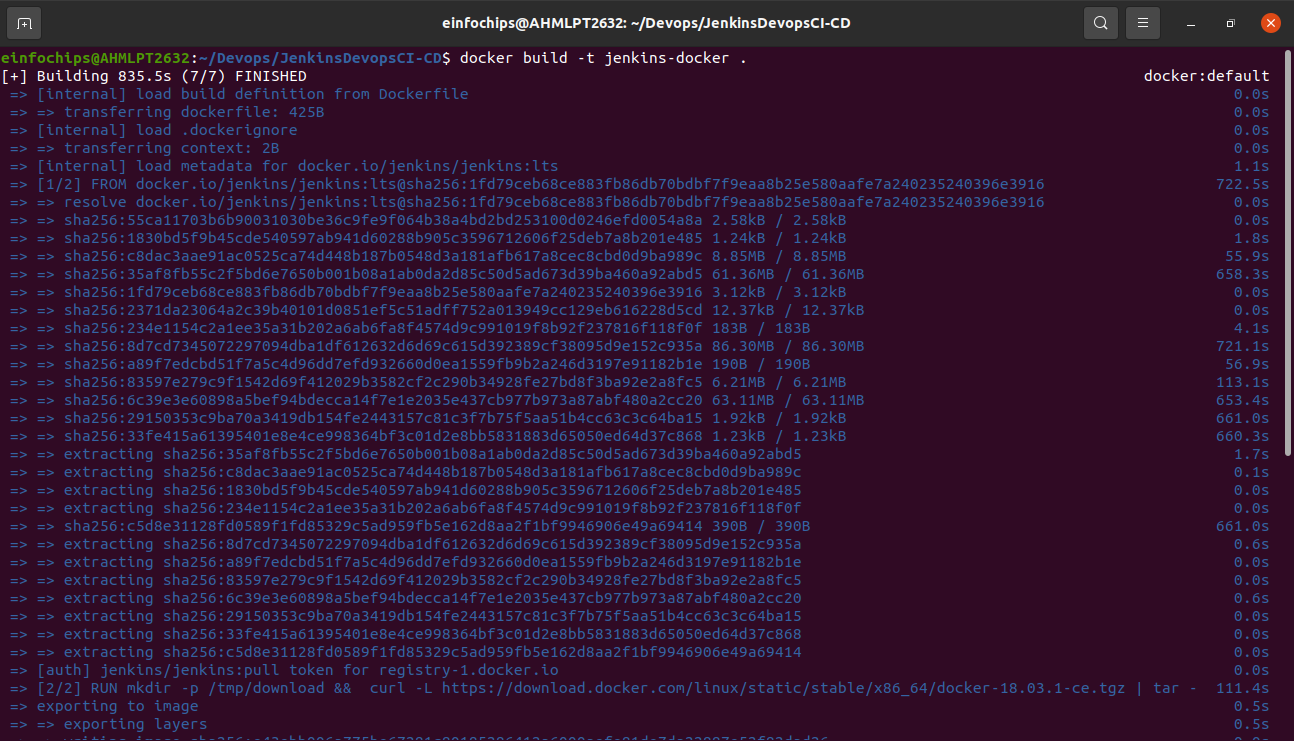 einfochips@AHMLPT2632: ~/Devops/JenkinsDevopsCI-CD
einfochips@AHMLPT2632:~/Devops/JenkinsDevopsCI-CD$ docker build -t jenkins-docker .
[+] Building 835.5s (7/7) FINISHED docker:default
=> [internal] load build definition from Dockerfile 0.0s
=> => transferring dockerfile: 425B 0.0s
=> [internal] load .dockerignore 0.0s
=> => transferring context: 2B 0.0s
=> [internal] load metadata for docker.io/jenkins/jenkins:lts 1.1s
=> [1/2] FROM docker.io/jenkins/jenkins:lts@sha256:1fd79ceb68ce883fb86db70bdbf7f9eaa8b25e580aafe7a240235240396e3916 722.5s
=> => resolve docker.io/jenkins/jenkins:lts@sha256:1fd79ceb68ce883fb86db70bdbf7f9eaa8b25e580aafe7a240235240396e3916 0.0s
=> => sha256:55ca11703b6b90031030be36c9fe9f064b38a4bd2bd253100d0246efd0054a8a 2.58kB / 2.58kB 0.0s
=> => sha256:1830bd5f9b45cde540597ab941d60288b905c3596712606f25deb7a8b201e485 1.24kB / 1.24kB 1.8s
=> => sha256:c8dac3aae91ac0525ca74d448b187b0548d3a181afb617a8cec8cbd0d9ba989c 8.85MB / 8.85MB 55.9s
=> => sha256:35af8fb55c2f5bd6e7650b001b08a1ab0da2d85c50d5ad673d39ba460a92abd5 61.36MB / 61.36MB 658.3s
=> => sha256:1fd79ceb68ce883fb86db70bdbf7f9eaa8b25e580aafe7a240235240396e3916 3.12kB / 3.12kB 0.0s
=> => sha256:2371da23064a2c39b40101d0851ef5c51adff752a013949cc129eb616228d5cd 12.37kB / 12.37kB 0.0s
=> => sha256:234e1154c2a1ee35a31b202a6ab6fa8f4574d9c991019f8b92f237816f118f0f 183B / 183B 4.1s
=> => sha256:8d7cd7345072297094dba1df612632d6d69c615d392389cf38095d9e152c935a 86.30MB / 86.30MB 721.1s
=> => sha256:a89f7edcbd51f7a5c4d96dd7efd932660d0ea1559fb9b2a246d3197e91182b1e 190B / 190B 56.9s
=> => sha256:83597e279c9f1542d69f412029b3582cf2c290b34928fe27bd8f3ba92e2a8fc5 6.21MB / 6.21MB 113.1s
=> => sha256:6c39e3e60898a5bef94bdecca14f7e1e2035e437cb977b973a87abf480a2cc20 63.11MB / 63.11MB 653.4s
=> => sha256:29150353c9ba70a3419db154fe2443157c81c3f7b75f5aa51b4cc63c3c64ba15 1.92kB / 1.92kB 661.0s
=> => sha256:33fe415a61395401e8e4ce998364bf3c01d2e8bb5831883d65050ed64d37c868 1.23kB / 1.23kB 660.3s
=> => extracting sha256:35af8fb55c2f5bd6e7650b001b08a1ab0da2d85c50d5ad673d39ba460a92abd5 1.7s
=> => extracting sha256:c8dac3aae91ac0525ca74d448b187b0548d3a181afb617a8cec8cbd0d9ba989c 0.1s
=> => extracting sha256:1830bd5f9b45cde540597ab941d60288b905c3596712606f25deb7a8b201e485 0.0s
=> => extracting sha256:234e1154c2a1ee35a31b202a6ab6fa8f4574d9c991019f8b92f237816f118f0f 0.0s
=> => sha256:c5d8e31128fd0589f1fd85329c5ad959fb5e162d8aa2f1bf9946906e49a69414 390B / 390B 661.0s
=> => extracting sha256:8d7cd7345072297094dba1df612632d6d69c615d392389cf38095d9e152c935a 0.6s
=> => extracting sha256:a89f7edcbd51f7a5c4d96dd7efd932660d0ea1559fb9b2a246d3197e91182b1e 0.0s
=> => extracting sha256:83597e279c9f1542d69f412029b3582cf2c290b34928fe27bd8f3ba92e2a8fc5 0.0s
=> => extracting sha256:6c39e3e60898a5bef94bdecca14f7e1e2035e437cb977b973a87abf480a2cc20 0.6s
=> => extracting sha256:29150353c9ba70a3419db154fe2443157c81c3f7b75f5aa51b4cc63c3c64ba15 0.0s
=> => extracting sha256:33fe415a61395401e8e4ce998364bf3c01d2e8bb5831883d65050ed64d37c868 0.0s
=> => extracting sha256:c5d8e31128fd0589f1fd85329c5ad959fb5e162d8aa2f1bf9946906e49a69414 0.0s
=> [auth] jenkins/jenkins:pull token for registry-1.docker.io 0.0s
=> [2/2] RUN mkdir -p /tmp/download && curl -L https://download.docker.com/linux/static/stable/x86_64/docker-18.03.1-ce.tgz | tar - 111.4s
=> exporting to image 0.5s
=> => exporting layers 0.5s